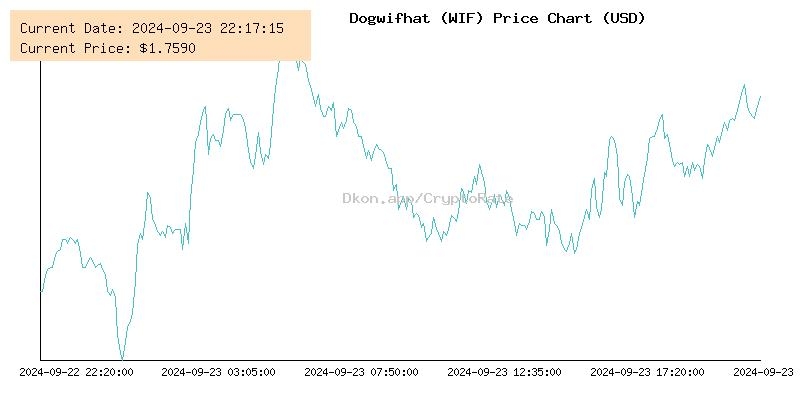 Dogwifhat (WIF) Price Chart (USD)
Current Date: 2024-09-23 22:17:15
Current Price: $1.7590
Dkon.app/CryptoRate
2024-09-22 22:20:00 2024-09-23 03:05:00 2024-09-23 07:50:00 2024-09-23 12:35:00 2024-09-23 17:20:00 2024-09-23